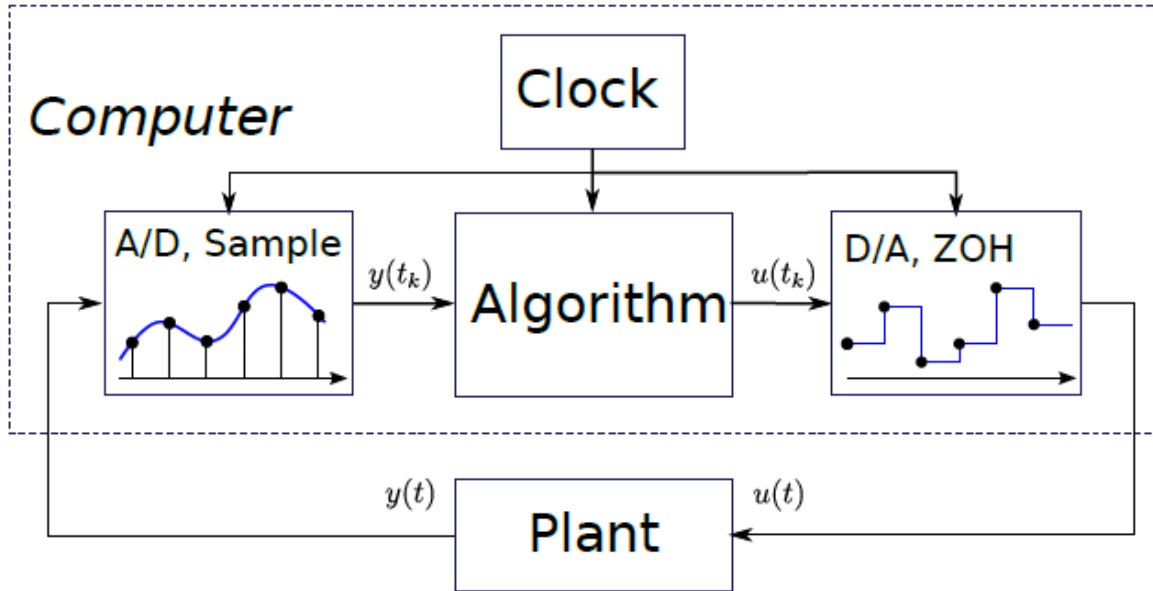 Clock
Computer
A/D, Sample
y(t_k)
Algorithm
u(t_k)
D/A, ZOH
y(t)
Plant
u(t)